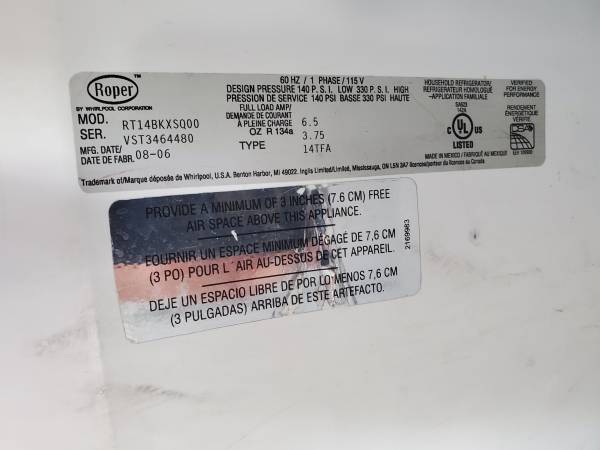 Roper™
BY WHIRLPOOL CORPORATION
MOD. RT14BKXSQ00
SER. VST3464480
MFG. DATE/
DATE DE FABR. 08-06
60 HZ / 1 PHASE / 115 V
DESIGN PRESSURE 140 P. S. I. LOW 330 P. S. I. HIGH
PRESSION DE SERVICE 140 PSI BASSE 330 PSI HAUTE
FULL LOAD AMP/
DEMANDE DE COURANT
À PLEINE CHARGE 6.5
OZ R 134a 3.75
TYPE 14TFA
HOUSEHOLD REFRIGERATOR/
REFRIGERATEUR HOMOLOGUÉ
-APPLICATION FAMILIALE
SA623
142A
C UL US
LISTED
VERIFIED
FOR ENERGY
PERFORMANCE
RENDEMENT
ÉNERGÉTIQUE
VÉRIFIÉ
MADE IN MEXICO / FABRIQUÉ AU MEXIQUE
Trademark of/Marque déposée de Whirlpool, U.S.A. Benton Harbor, MI 49022. Inglis Limited/Limitée, Mississauga, ON L5N 3A7 licensee/porteur de licence au Canada
PROVIDE A MINIMUM OF 3 INCHES (7.6 CM) FREE
AIR SPACE ABOVE THIS APPLIANCE.
FOURNIR UN ESPACE MINIMUM DÉGAGÉ DE 7,6 CM
(3 PO) POUR L´AIR AU-DESSUS DE CET APPAREIL.
DEJE UN ESPACIO LIBRE DE POR LO MENOS 7,6 CM
(3 PULGADAS) ARRIBA DE ESTE ARTEFACTO.
2169983